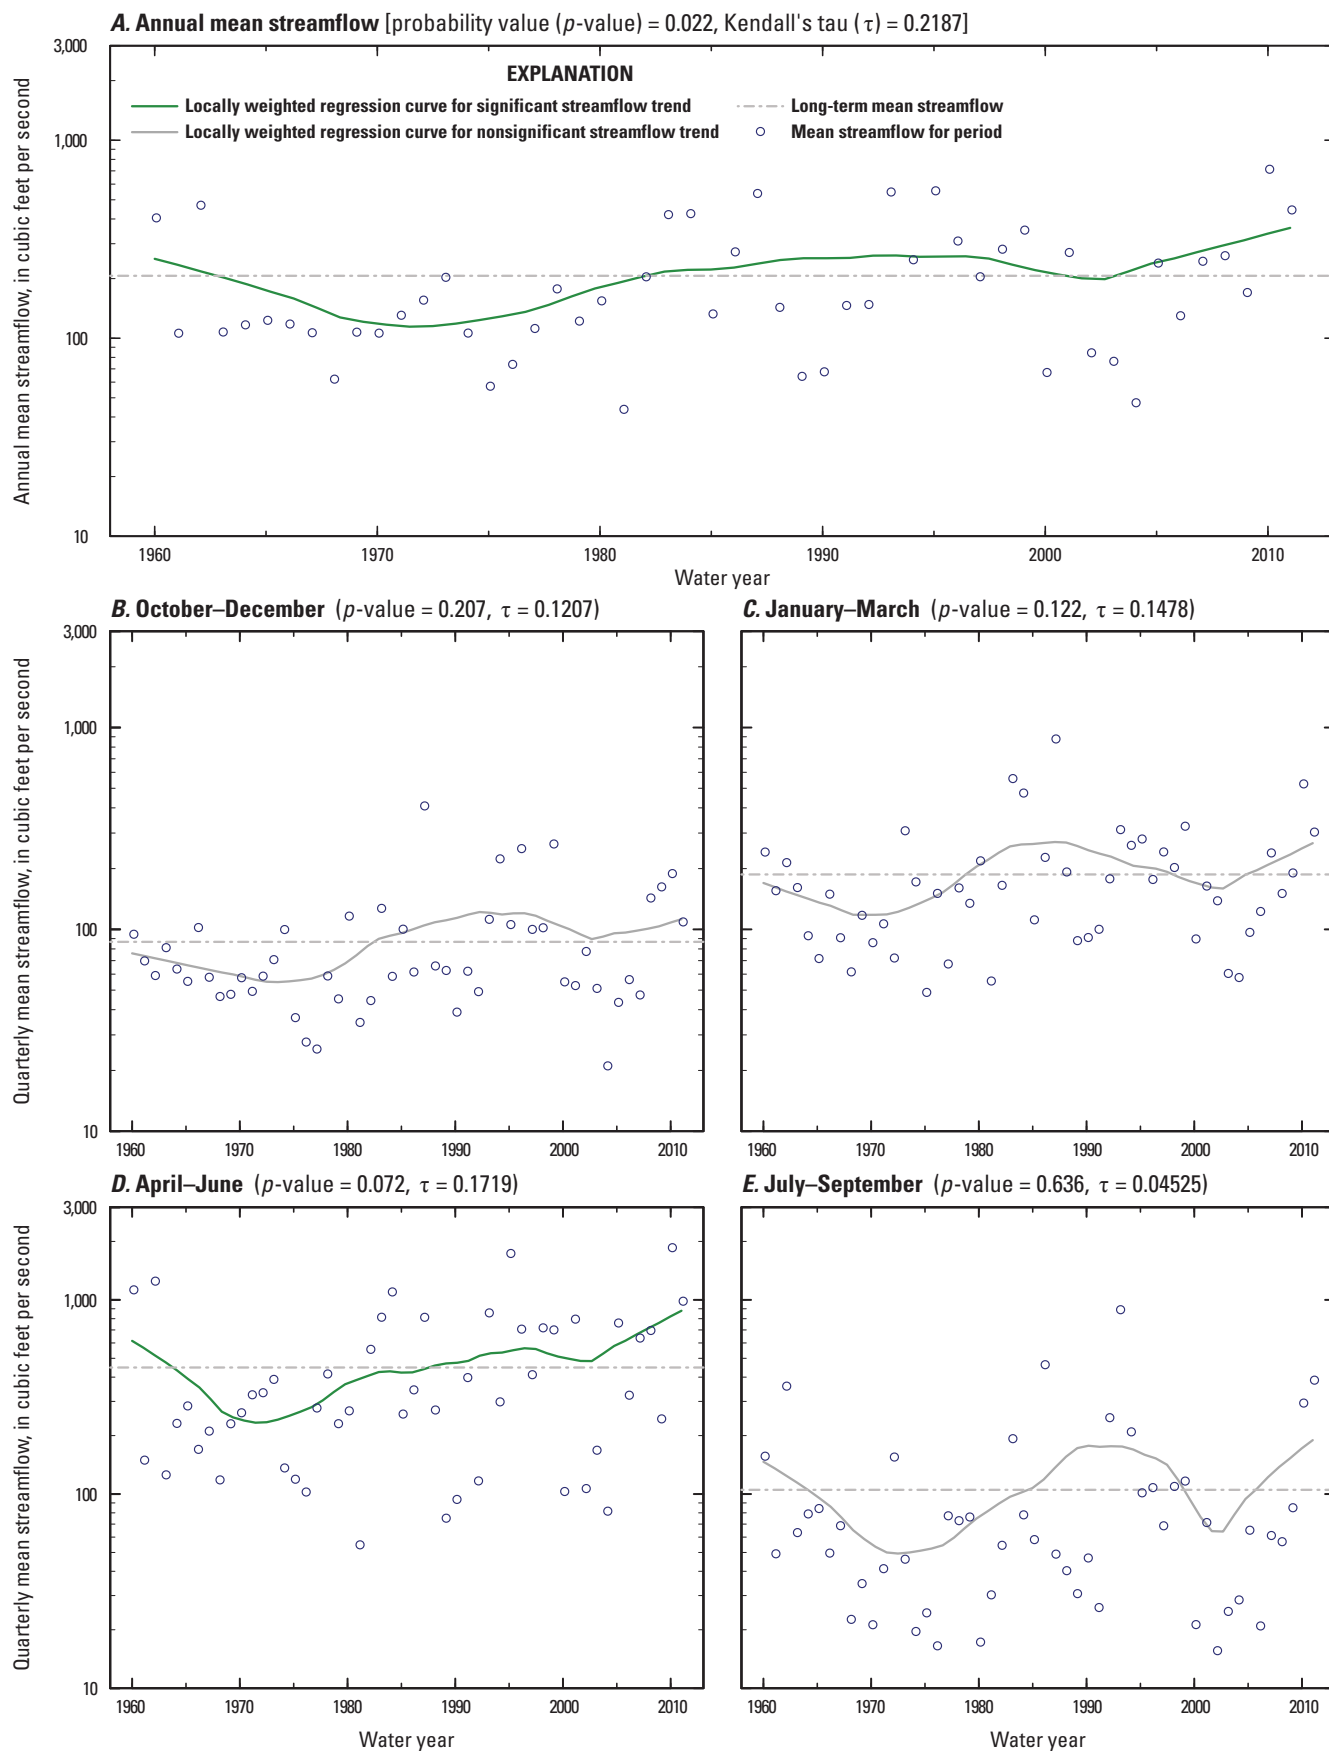 A. Annual mean streamflow [probability value (p-value) = 0.022, Kendall's tau (τ) = 0.2187]
3,000
1,000
100
10
Annual mean streamflow, in cubic feet per second
EXPLANATION
Locally weighted regression curve for significant streamflow trend
Locally weighted regression curve for nonsignificant streamflow trend
Long-term mean streamflow
Mean streamflow for period
1960 1970 1980 1990 2000 2010
Water year
B. October–December (p-value = 0.207, τ = 0.1207)
3,000
1,000
100
10
Quarterly mean streamflow, in cubic feet per second
1960 1970 1980 1990 2000 2010
C. January–March (p-value = 0.122, τ = 0.1478)
1960 1970 1980 1990 2000 2010
D. April–June (p-value = 0.072, τ = 0.1719)
3,000
1,000
100
10
Quarterly mean streamflow, in cubic feet per second
1960 1970 1980 1990 2000 2010
Water year
E. July–September (p-value = 0.636, τ = 0.04525)
1960 1970 1980 1990 2000 2010
Water year